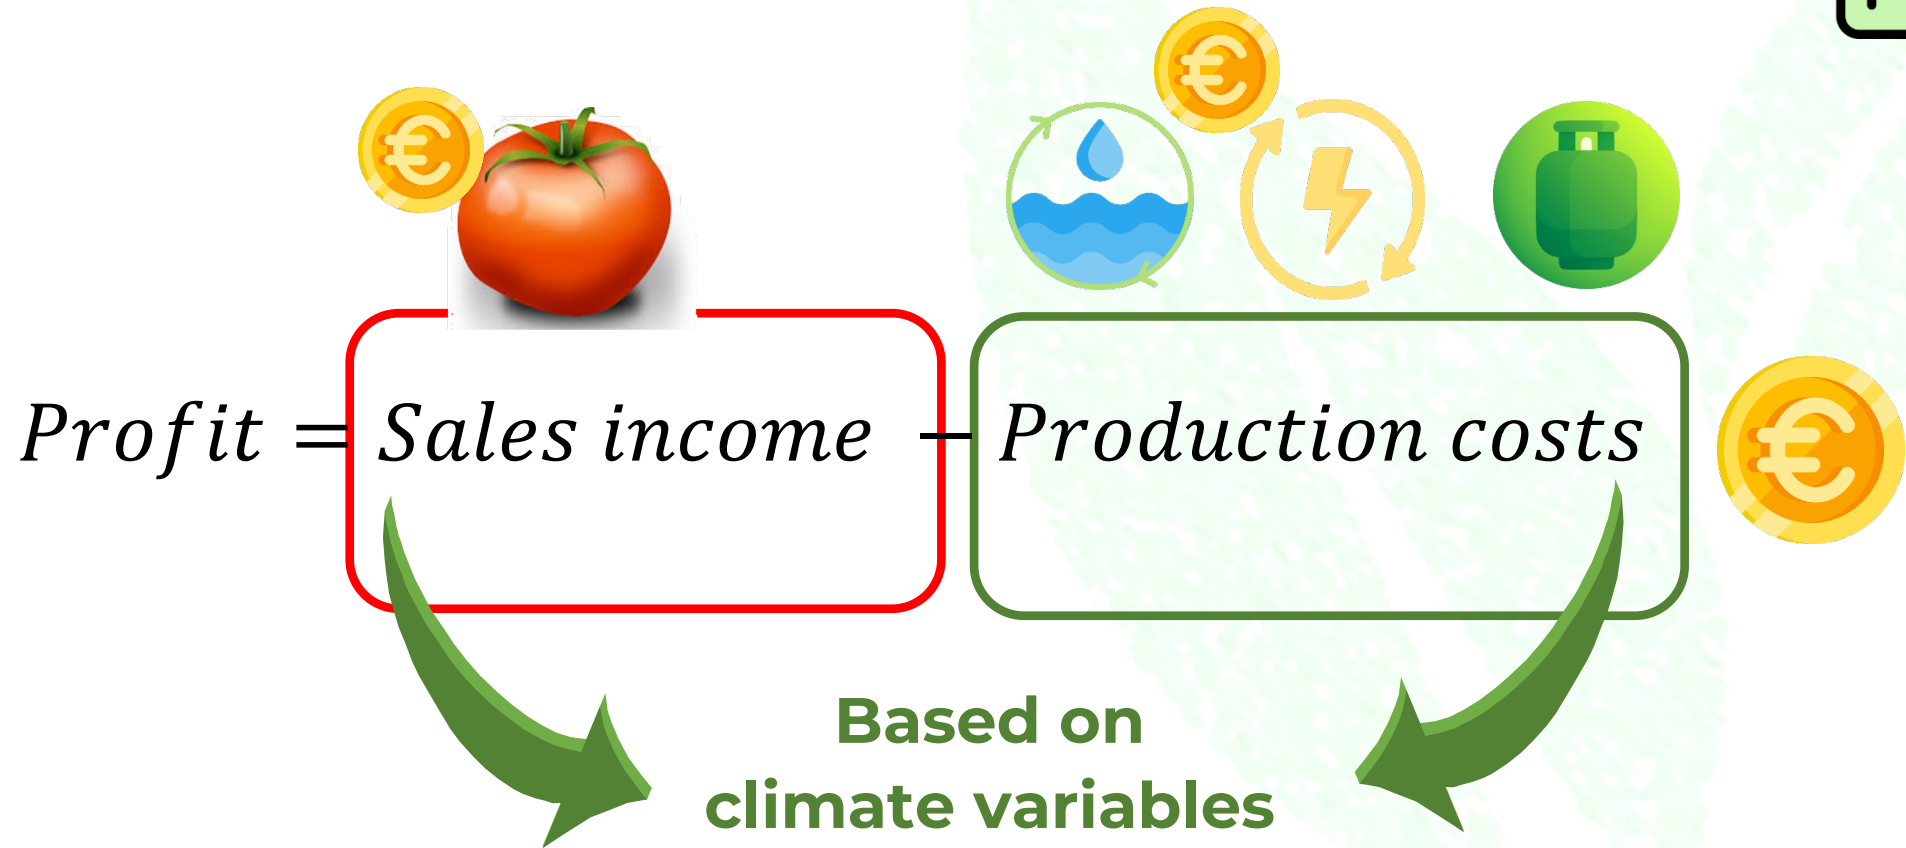 Profit = Sales income − Production costs
Based on
climate variables